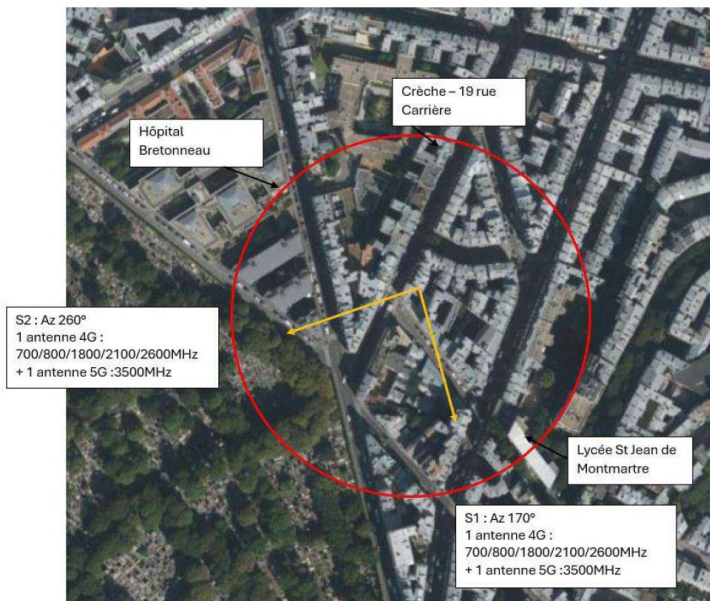 Crèche – 19 rue
Carrière
Hôpital
Bretonneau
S2 : Az 260°
1 antenne 4G :
700/800/1800/2100/2600MHz
+ 1 antenne 5G :3500MHz
Lycée St Jean de
Montmartre
S1 : Az 170°
1 antenne 4G :
700/800/1800/2100/2600MHz
+ 1 antenne 5G :3500MHz